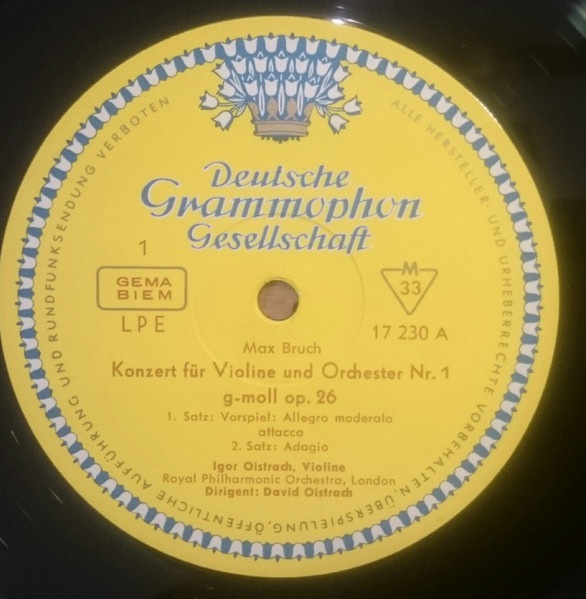 Deutsche
Grammophon
Gesellschaft
1
GEMA
BIEM
LPE
M
33
17 230 A
Max Bruch
Konzert für Violine und Orchester Nr. 1
g-moll op. 26
1. Satz: Vorspiel: Allegro moderato
attacca
2. Satz: Adagio
Igor Oistrach, Violine
Royal Philharmonic Orchestra, London
Dirigent: David Oistrach
ALLE HERSTELLER- UND URHEBERRECHTE VORBEHALTEN. ÜBERSPIELUNG, ÖFFENTLICHE AUFFÜHRUNG UND RUNDFUNKSENDUNG VERBOTEN